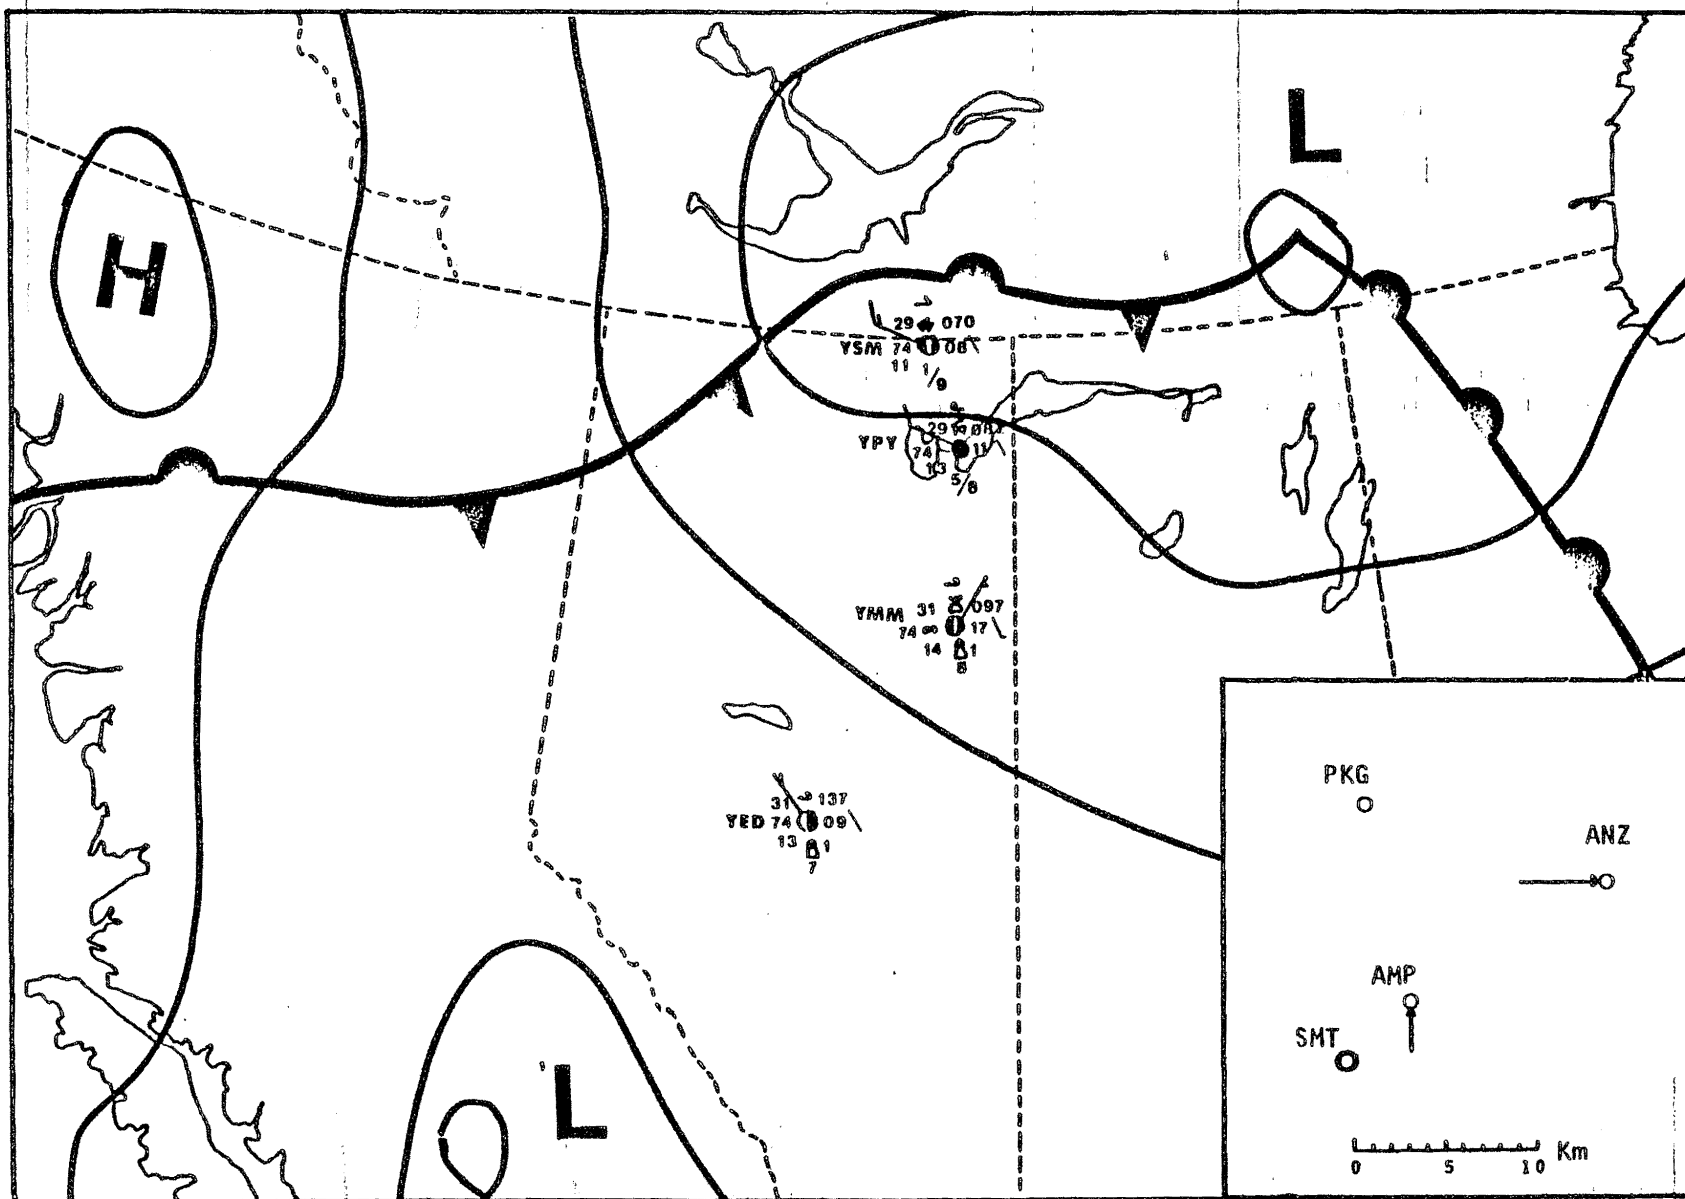 L
H
29 070
YSM 74 08
11 1
9
YPY 29
74 11
13
5/8
YMM 31 097
74 ∞ 17
14 1
8
31 137
YED 74 09
13 1
7
L
PKG
ANZ
AMP
SMT
Km
0 5 10